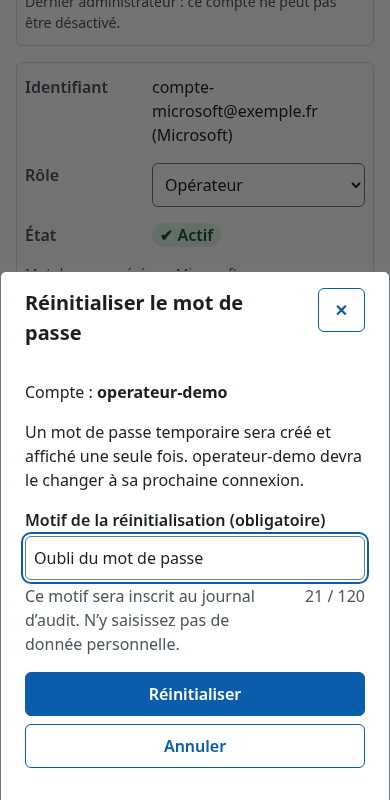 Dernier administrateur : ce compte ne peut pas
être désactivé.
Identifiant
compte-
microsoft@exemple.fr
(Microsoft)
Rôle
Opérateur
État
✔ Actif
Réinitialiser le mot de
passe
×
Compte : operateur-demo
Un mot de passe temporaire sera créé et
affiché une seule fois. operateur-demo devra
le changer à sa prochaine connexion.
Motif de la réinitialisation (obligatoire)
Oubli du mot de passe
Ce motif sera inscrit au journal
d’audit. N’y saisissez pas de
donnée personnelle.
21 / 120
Réinitialiser
Annuler